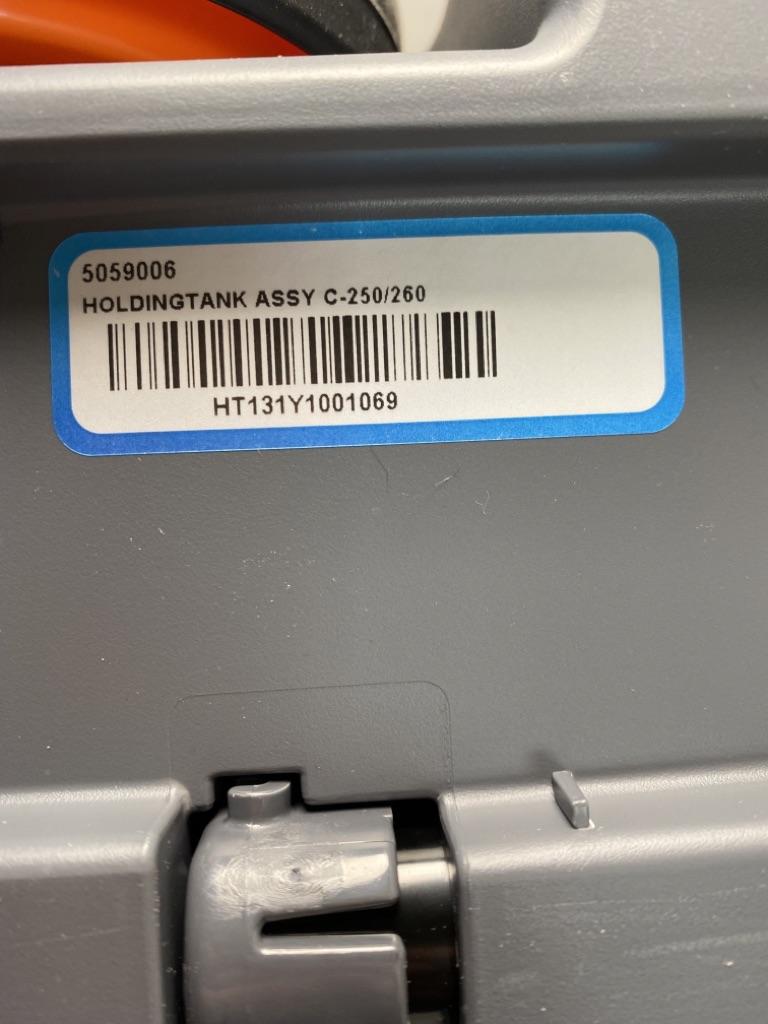 5059006
HOLDINGTANK ASSY C-250/260
HT131Y1001069